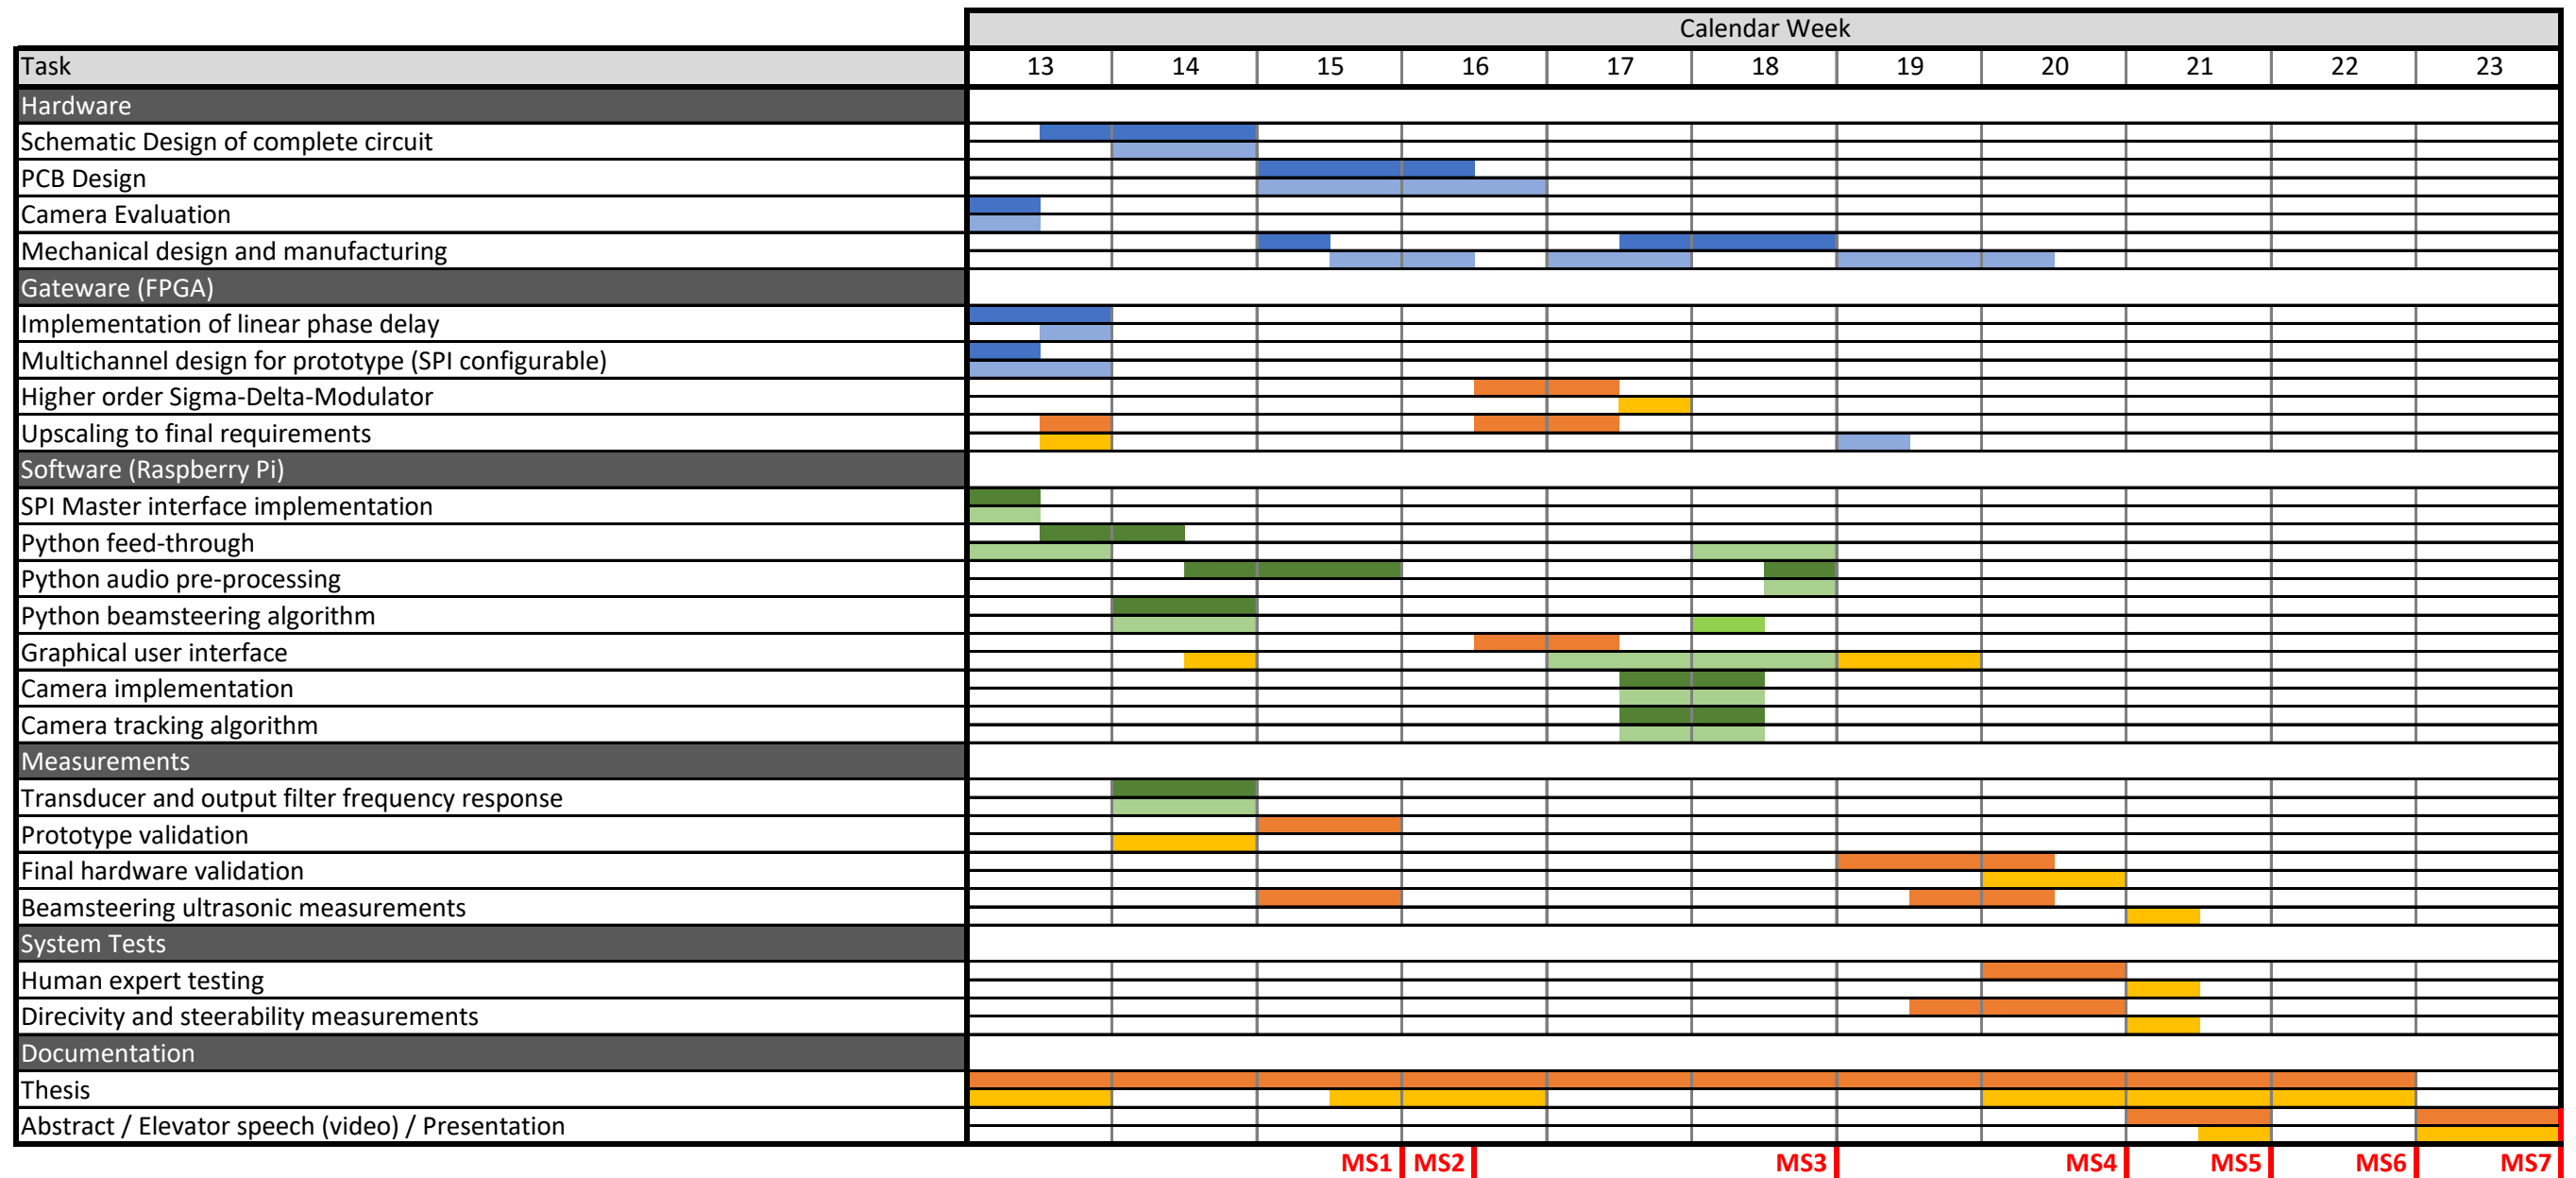 Calendar Week
Task 13 14 15 16 17 18 19 20 21 22 23
Hardware
Schematic Design of complete circuit
PCB Design
Camera Evaluation
Mechanical design and manufacturing
Gateware (FPGA)
Implementation of linear phase delay
Multichannel design for prototype (SPI configurable)
Higher order Sigma-Delta-Modulator
Upscaling to final requirements
Software (Raspberry Pi)
SPI Master interface implementation
Python feed-through
Python audio pre-processing
Python beamsteering algorithm
Graphical user interface
Camera implementation
Camera tracking algorithm
Measurements
Transducer and output filter frequency response
Prototype validation
Final hardware validation
Beamsteering ultrasonic measurements
System Tests
Human expert testing
Direcivity and steerability measurements
Documentation
Thesis
Abstract / Elevator speech (video) / Presentation
MS1 MS2 MS3 MS4 MS5 MS6 MS7